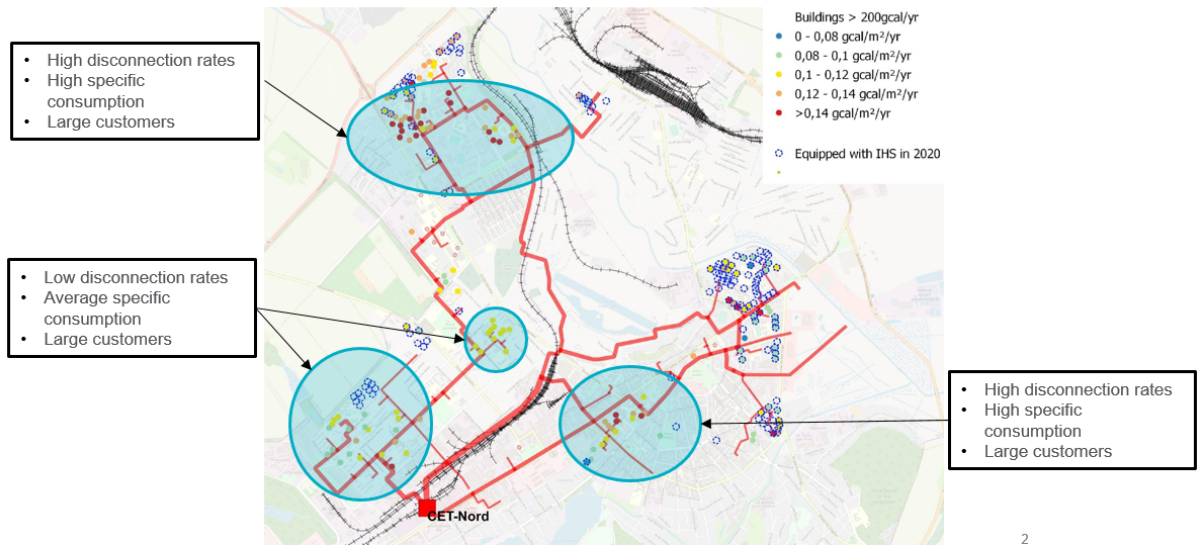 • High disconnection rates
• High specific
consumption
• Large customers
Buildings > 200gcal/yr
0 - 0,08 gcal/m²/yr
0,08 - 0,1 gcal/m²/yr
0,1 - 0,12 gcal/m²/yr
0,12 - 0,14 gcal/m²/yr
>0,14 gcal/m²/yr
Equipped with IHS in 2020
• Low disconnection rates
• Average specific
consumption
• Large customers
• High disconnection rates
• High specific
consumption
• Large customers
CET-Nord
2